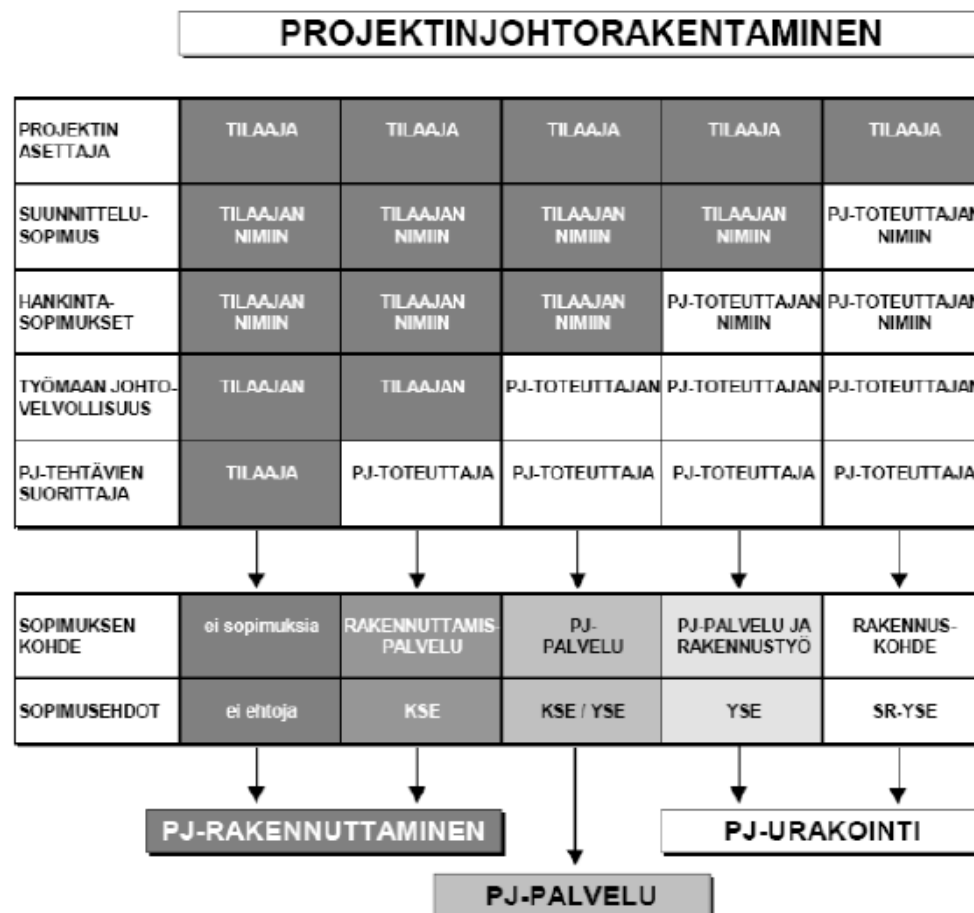 PROJEKTINJOHTORAKENTAMINEN
PROJEKTIN
ASETTAJA
TILAAJA
TILAAJA
TILAAJA
TILAAJA
TILAAJA
SUUNNITTELU-
SOPIMUS
TILAAJAN
NIMIIN
TILAAJAN
NIMIIN
TILAAJAN
NIMIIN
TILAAJAN
NIMIIN
PJ-TOTEUTTAJAN
NIMIIN
HANKINTA-
SOPIMUKSET
TILAAJAN
NIMIIN
TILAAJAN
NIMIIN
TILAAJAN
NIMIIN
PJ-TOTEUTTAJAN
NIMIIN
PJ-TOTEUTTAJAN
NIMIIN
TYÖMAAN JOHTO-
VELVOLLISUUS
TILAAJAN
TILAAJAN
PJ-TOTEUTTAJAN
PJ-TOTEUTTAJAN
PJ-TOTEUTTAJAN
PJ-TEHTÄVIEN
SUORITTAJA
TILAAJA
PJ-TOTEUTTAJA
PJ-TOTEUTTAJA
PJ-TOTEUTTAJA
PJ-TOTEUTTAJA
SOPIMUKSEN
KOHDE
ei sopimuksia
RAKENNUTTAMIS-
PALVELU
PJ-
PALVELU
PJ-PALVELU JA
RAKENNUSTYÖ
RAKENNUS-
KOHDE
SOPIMUSEHDOT
ei ehtoja
KSE
KSE / YSE
YSE
SR-YSE
PJ-RAKENNUTTAMINEN
PJ-URAKOINTI
PJ-PALVELU